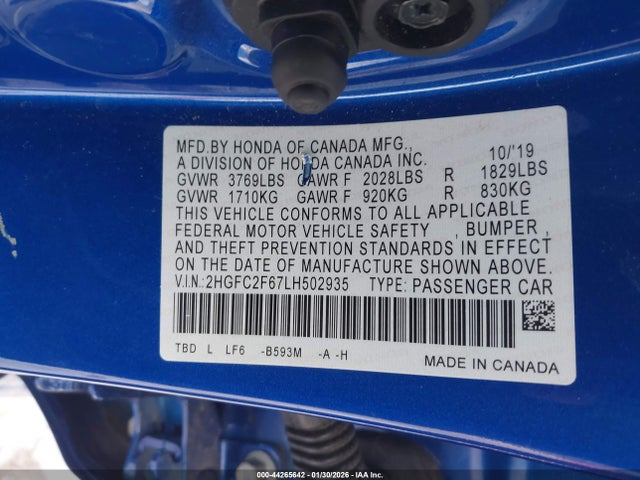 MFD.BY HONDA OF CANADA MFG., 10/'19
A DIVISION OF HONDA CANADA INC.
GVWR 3769LBS GAWR F 2028LBS R 1829LBS
GVWR 1710KG GAWR F 920KG R 830KG
THIS VEHICLE CONFORMS TO ALL APPLICABLE
FEDERAL MOTOR VEHICLE SAFETY , BUMPER ,
AND THEFT PREVENTION STANDARDS IN EFFECT
ON THE DATE OF MANUFACTURE SHOWN ABOVE.
V.I.N.: 2HGFC2F67LH502935 TYPE: PASSENGER CAR
TBD L LF6 -B593M -A -H
MADE IN CANADA
000-44265642 - 01/30/2026 - IAA Inc.